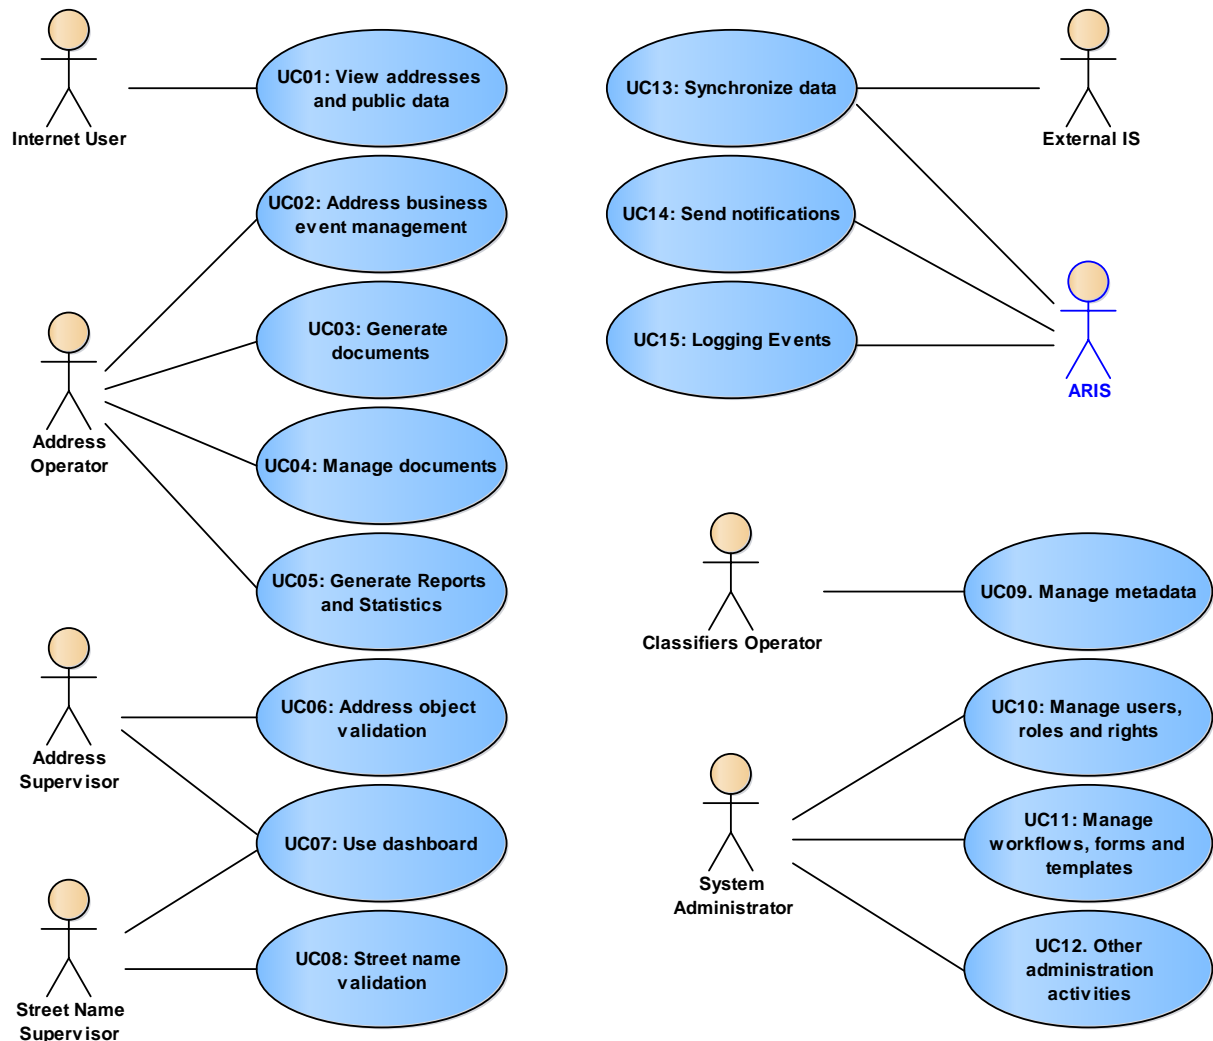 Internet User
UC01: View addresses
and public data
UC02: Address business
event management
Address
Operator
UC03: Generate
documents
UC04: Manage documents
UC05: Generate Reports
and Statistics
Address
Supervisor
UC06: Address object
validation
UC07: Use dashboard
Street Name
Supervisor
UC08: Street name
validation
UC13: Synchronize data
External IS
UC14: Send notifications
UC15: Logging Events
ARIS
Classifiers Operator
UC09. Manage metadata
System
Administrator
UC10: Manage users,
roles and rights
UC11: Manage
workflows, forms and
templates
UC12. Other
administration
activities